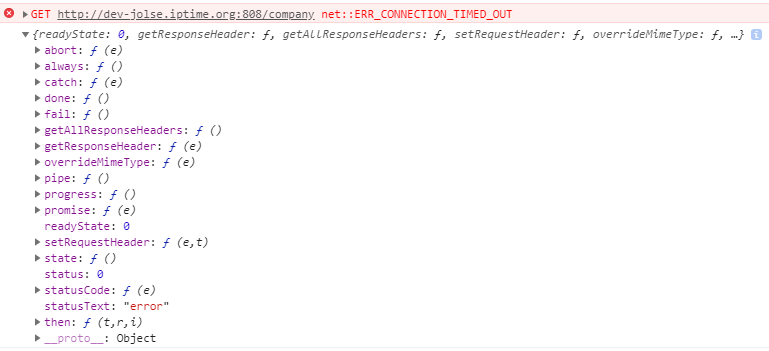 GET http://dev-jolse.iptime.org:808/company net::ERR_CONNECTION_TIMED_OUT
{readyState: 0, getResponseHeader: ƒ, getAllResponseHeaders: ƒ, setRequestHeader: ƒ, overrideMimeType: ƒ, …} i
abort: ƒ (e)
always: ƒ ()
catch: ƒ (e)
done: ƒ ()
fail: ƒ ()
getAllResponseHeaders: ƒ ()
getResponseHeader: ƒ (e)
overrideMimeType: ƒ (e)
pipe: ƒ ()
progress: ƒ ()
promise: ƒ (e)
readyState: 0
setRequestHeader: ƒ (e,t)
state: ƒ ()
status: 0
statusCode: ƒ (e)
statusText: "error"
then: ƒ (t,r,i)
__proto__: Object